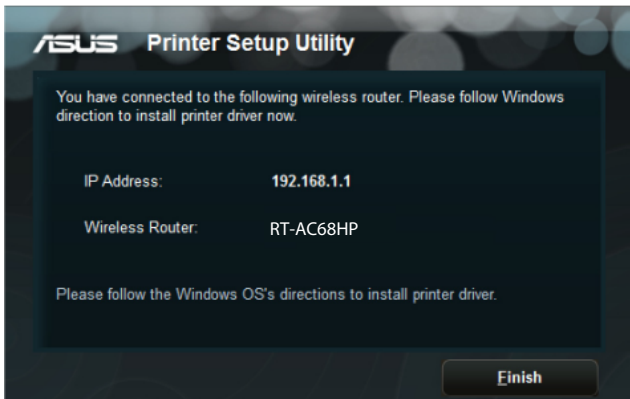 ASUS Printer Setup Utility
You have connected to the following wireless router. Please follow Windows
direction to install printer driver now.
IP Address: 192.168.1.1
Wireless Router: RT-AC68HP
Please follow the Windows OS's directions to install printer driver.
Finish